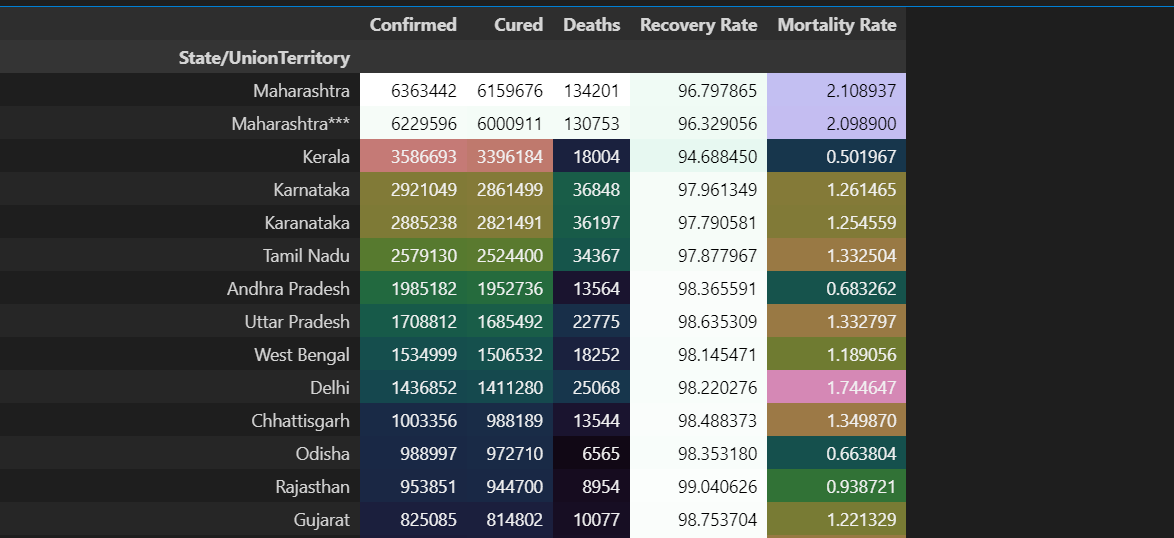 Confirmed Cured Deaths Recovery Rate Mortality Rate
State/UnionTerritory
Maharashtra 6363442 6159676 134201 96.797865 2.108937
Maharashtra*** 6229596 6000911 130753 96.329056 2.098900
Kerala 3586693 3396184 18004 94.688450 0.501967
Karnataka 2921049 2861499 36848 97.961349 1.261465
Karanataka 2885238 2821491 36197 97.790581 1.254559
Tamil Nadu 2579130 2524400 34367 97.877967 1.332504
Andhra Pradesh 1985182 1952736 13564 98.365591 0.683262
Uttar Pradesh 1708812 1685492 22775 98.635309 1.332797
West Bengal 1534999 1506532 18252 98.145471 1.189056
Delhi 1436852 1411280 25068 98.220276 1.744647
Chhattisgarh 1003356 988189 13544 98.488373 1.349870
Odisha 988997 972710 6565 98.353180 0.663804
Rajasthan 953851 944700 8954 99.040626 0.938721
Gujarat 825085 814802 10077 98.753704 1.221329